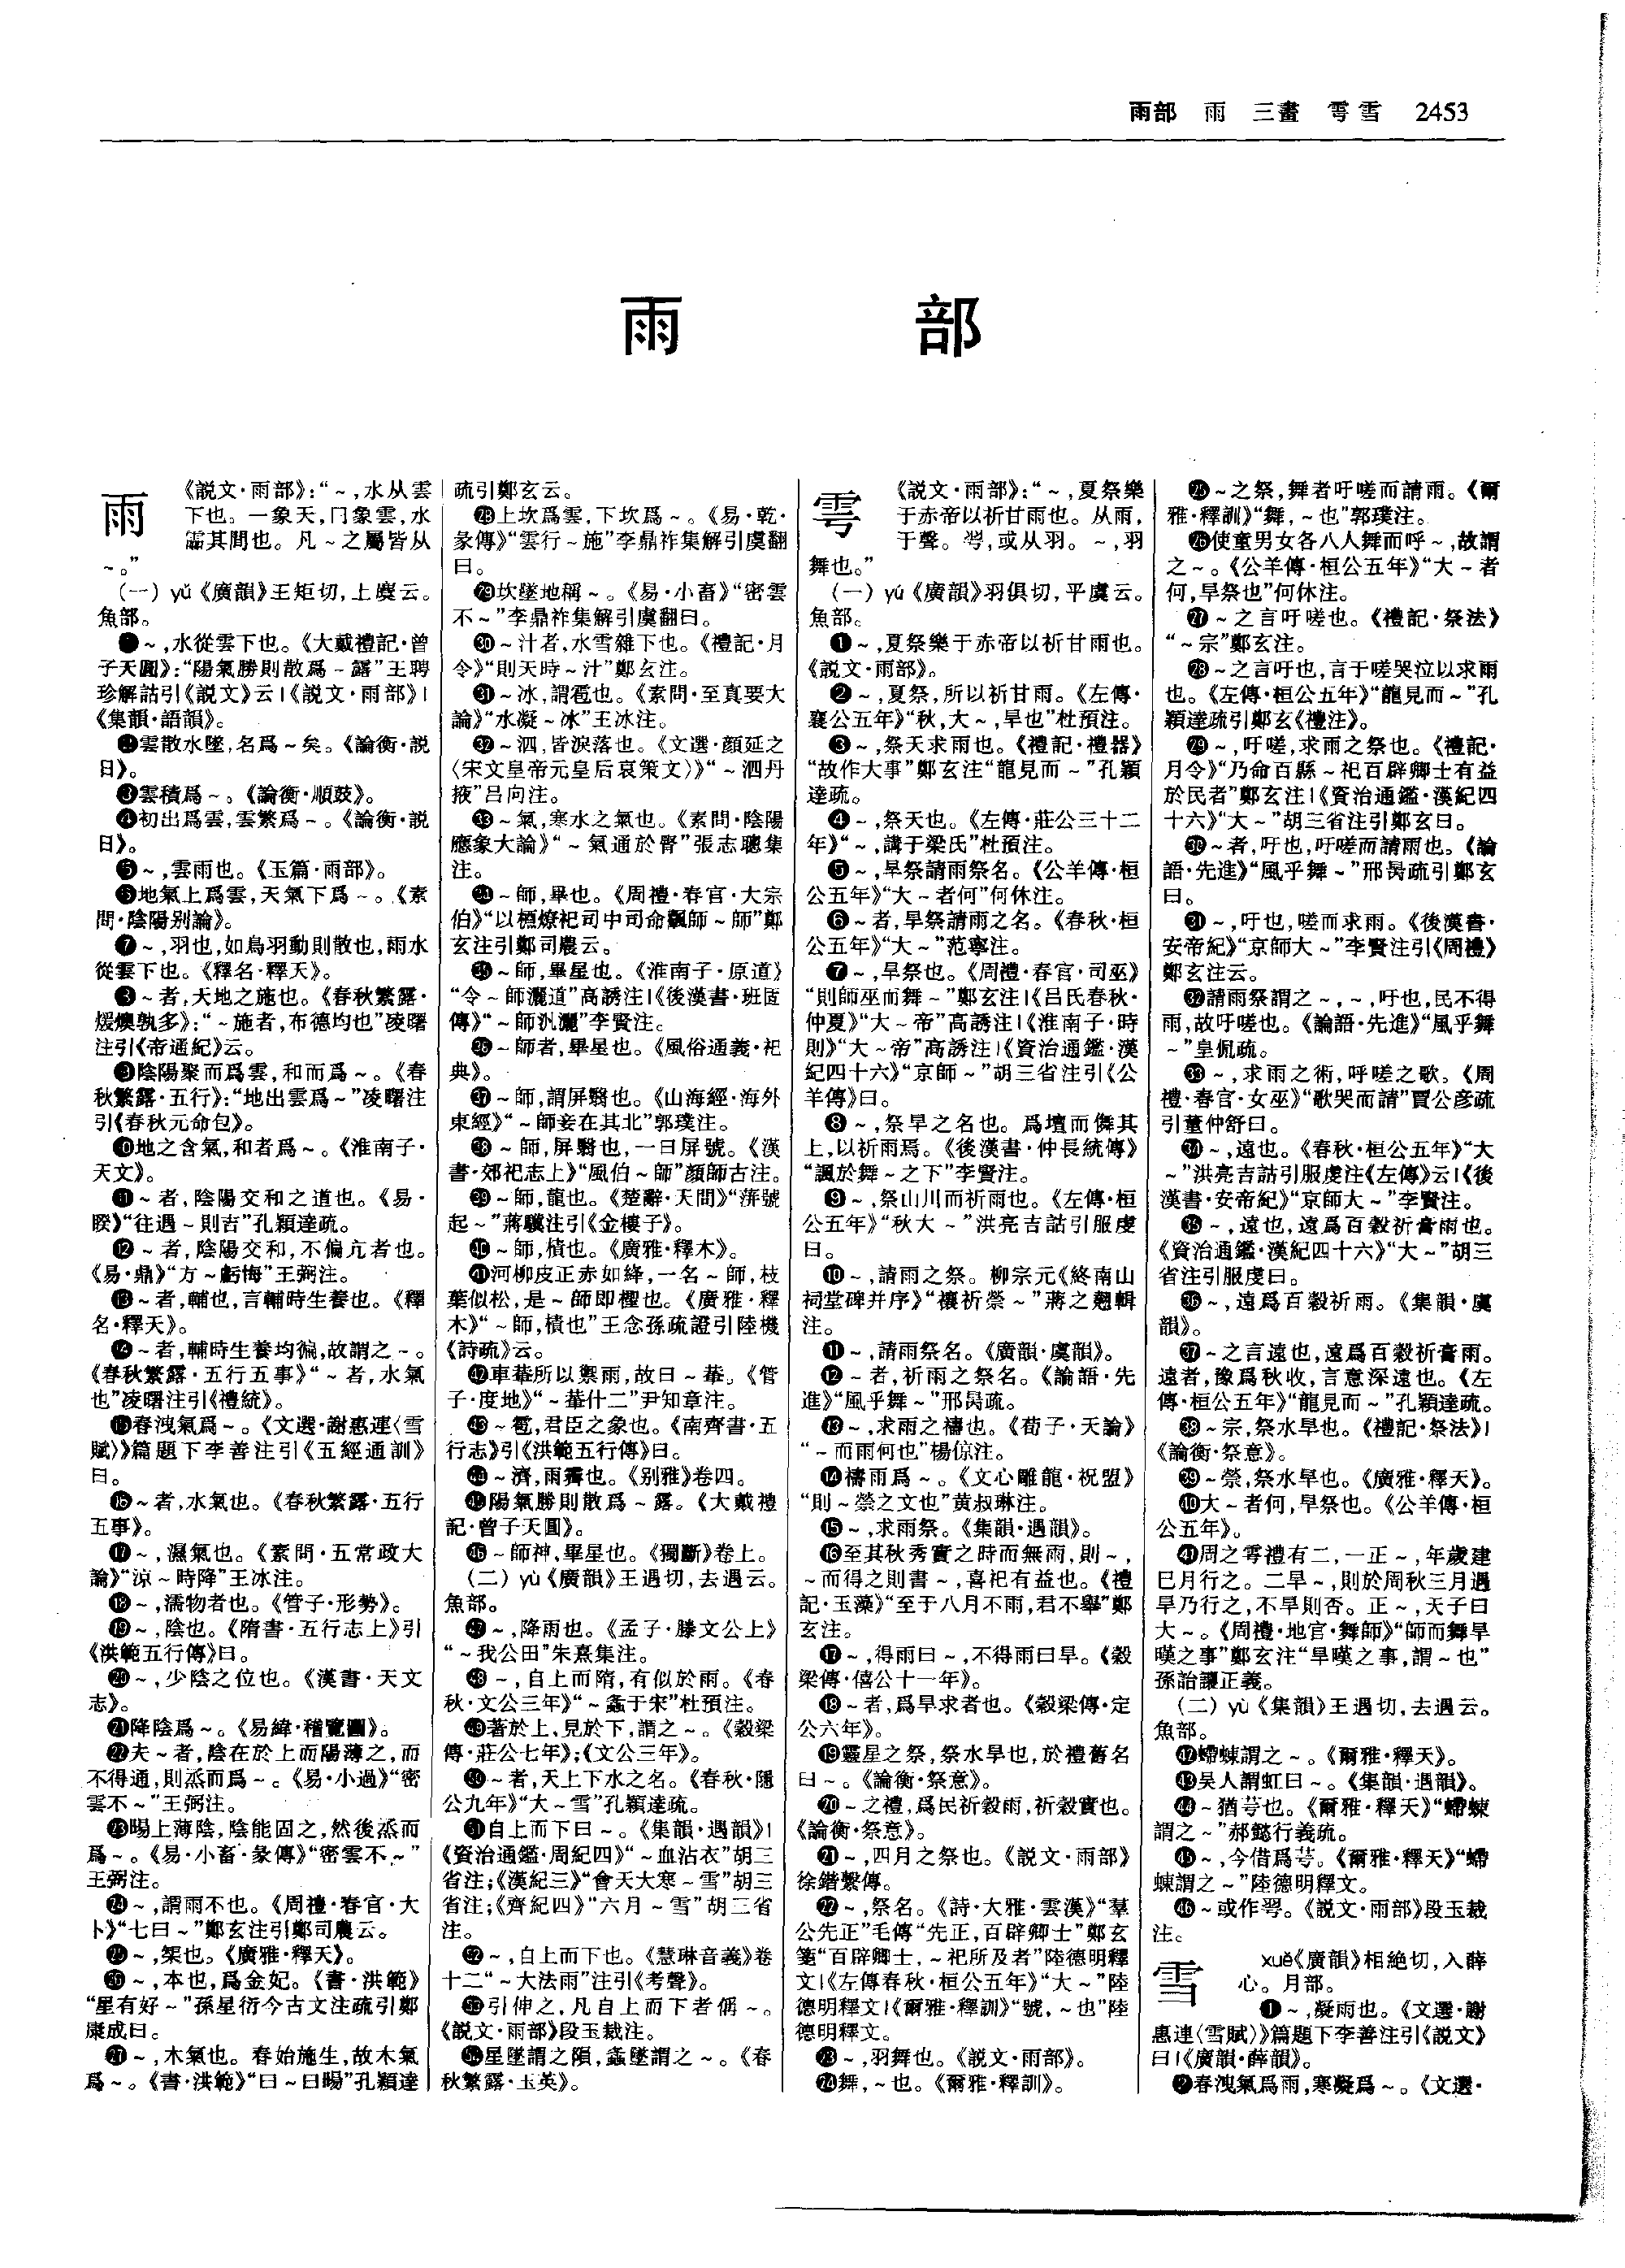 雨部　雨　三畫　雩雪　2453
雨　部
雨
《説文·雨部》:“～,水从雲
下也。一象天,冂象雲,水
霝其間也。凡～之屬皆从
～。”
(一) yǔ《廣韻》王矩切,上麌云。
魚部。
❶～,水從雲下也。《大戴禮記·曾
子天圓》:“陽氣勝則散爲～露”王聘
珍解詁引《説文》云|《説文·雨部》|
《集韻·語韻》。
❷雲散水墜,名爲～矣。《論衡·説
日》。
❸雲積爲～。《論衡·順鼓》。
❹初出爲雲,雲繁爲～。《論衡·説
日》。
❺～,雲雨也。《玉篇·雨部》。
❻地氣上爲雲,天氣下爲～。《素
問·陰陽别論》。
❼～,羽也,如鳥羽動則散也,雨水
從雲下也。《釋名·釋天》。
❽～者,天地之施也。《春秋繁露·
煖燠孰多》:“～施者,布德均也”凌曙
注引《帝通紀》云。
❾陰陽聚而爲雲,和而爲～。《春
秋繁露·五行》:“地出雲爲～”凌曙注
引《春秋元命包》。
❿地之含氣,和者爲～。《淮南子·
天文》。
⓫～者,陰陽交和之道也。《易·
睽》“往遇～則吉”孔穎達疏。
⓬～者,陰陽交和,不偏亢者也。
《易·鼎》“方～虧悔”王弼注。
⓭～者,輔也,言輔時生養也。《釋
名·釋天》。
⓮～者,輔時生養均徧,故謂之～。
《春秋繁露·五行五事》“～者,水氣
也”凌曙注引《禮統》。
⓯春洩氣爲～。《文選·謝惠連〈雪
賦〉》篇題下李善注引《五經通訓》
曰。
⓰～者,水氣也。《春秋繁露·五行
五事》。
⓱～,濕氣也。《素問·五常政大
論》“涼～時降”王冰注。
⓲～,濡物者也。《管子·形勢》。
⓳～,陰也。《隋書·五行志上》引
《洪範五行傳》曰。
⓴～,少陰之位也。《漢書·天文
志》。
㉑降陰爲～。《易緯·稽覽圖》。
㉒夫～者,陰在於上而陽薄之,而
不得通,則烝而爲～。《易·小過》“密
雲不～”王弼注。
㉓陽上薄陰,陰能固之,然後烝而
爲～。《易·小畜·彖傳》“密雲不～”
王弼注。
㉔～,謂雨不也。《周禮·春官·大
卜》“七曰～”鄭玄注引鄭司農云。
㉕～,栔也。《廣雅·釋天》。
㉖～,本也,爲金妃。《書·洪範》
“星有好～”孫星衍今古文注疏引鄭
康成曰。
㉗～,木氣也。春始施生,故木氣
爲～。《書·洪範》“曰～曰暘”孔穎達
疏引鄭玄云。
㉘上坎爲雲,下坎爲～。《易·乾·
彖傳》“雲行～施”李鼎祚集解引虞翻
曰。
㉙坎墜地稱～。《易·小畜》“密雲
不～”李鼎祚集解引虞翻曰。
㉚～汁者,水雪雜下也。《禮記·月
令》“則天時～汁”鄭玄注。
㉛～冰,謂雹也。《素問·至真要大
論》“水凝～冰”王冰注。
㉜～泗,皆淚落也。《文選·顔延之
〈宋文皇帝元皇后哀策文〉》“～泗丹
掖”吕向注。
㉝～氣,寒水之氣也。《素問·陰陽
應象大論》“～氣通於腎”張志聰集
注。
㉞～師,畢也。《周禮·春官·大宗
伯》“以槱燎祀司中司命飌師～師”鄭
玄注引鄭司農云。
㉟～師,畢星也。《淮南子·原道》
“令～師灑道”高誘注|《後漢書·班固
傳》“～師汎灑”李賢注。
㊱～師者,畢星也。《風俗通義·祀
典》。
㊲～師,謂屏翳也。《山海經·海外
東經》“～師妾在其北”郭璞注。
㊳～師,屏翳也,一曰屏號。《漢
書·郊祀志上》“風伯～師”顔師古注。
㊴～師,龍也。《楚辭·天問》“蓱號
起～”蔣驥注引《金樓子》。
㊵～師,檉也。《廣雅·釋木》。
㊶河柳皮正赤如絳,一名～師,枝
葉似松,是～師即檉也。《廣雅·釋
木》“～師,檉也”王念孫疏證引陸機
《詩疏》云。
㊷車䡟所以禦雨,故曰～䡟。《管
子·度地》“～䡟什二”尹知章注。
㊸～雹,君臣之象也。《南齊書·五
行志》引《洪範五行傳》曰。
㊹～濟,雨霽也。《别雅》卷四。
㊺陽氣勝則散爲～露。《大戴禮
記·曾子天圓》。
㊻～師神,畢星也。《獨斷》卷上。
(二) yù《廣韻》王遇切,去遇云。
魚部。
㊼～,降雨也。《孟子·滕文公上》
“～我公田”朱熹集注。
㊽～,自上而隋,有似於雨。《春
秋·文公三年》“～螽于宋”杜預注。
㊾著於上,見於下,謂之～。《穀梁
傳·莊公七年》;《文公三年》。
㊿～者,天上下水之名。《春秋·隱
公九年》“大～雪”孔穎達疏。
51自上而下曰～。《集韻·遇韻》|
《資治通鑑·周紀四》“～血沾衣”胡三
省注;《漢紀三》“會天大寒～雪”胡三
省注;《齊紀四》“六月～雪”胡三省
注。
52～,自上而下也。《慧琳音義》卷
十二“～大法雨”注引《考聲》。
53引伸之,凡自上而下者偁～。
《説文·雨部》段玉裁注。
54星墜謂之隕,螽墜謂之～。《春
秋繁露·玉英》。
雩
《説文·雨部》:“～,夏祭樂
于赤帝以祈甘雨也。从雨,
于聲。䨒,或从羽。～,羽
舞也。”
(一) yú《廣韻》羽俱切,平虞云。
魚部。
❶～,夏祭樂于赤帝以祈甘雨也。
《説文·雨部》。
❷～,夏祭,所以祈甘雨。《左傳·
襄公五年》“秋,大～,旱也”杜預注。
❸～,祭天求雨也。《禮記·禮器》
“故作大事”鄭玄注“龍見而～”孔穎
達疏。
❹～,祭天也。《左傳·莊公三十二
年》“～,講于梁氏”杜預注。
❺～,旱祭請雨祭名。《公羊傳·桓
公五年》“大～者何”何休注。
❻～者,旱祭請雨之名。《春秋·桓
公五年》“大～”范寧注。
❼～,旱祭也。《周禮·春官·司巫》
“則師巫而舞～”鄭玄注|《吕氏春秋·
仲夏》“大～帝”高誘注|《淮南子·時
則》“大～帝”高誘注|《資治通鑑·漢
紀四十六》“京師～”胡三省注引《公
羊傳》曰。
❽～,祭旱之名也。爲壇而儛其
上,以祈雨焉。《後漢書·仲長統傳》
“諷於舞～之下”李賢注。
❾～,祭山川而祈雨也。《左傳·桓
公五年》“秋大～”洪亮吉詁引服虔
曰。
❿～,請雨之祭。柳宗元《終南山
祠堂碑并序》“禳祈禜～”蔣之翹輯
注。
⓫～,請雨祭名。《廣韻·虞韻》。
⓬～者,祈雨之祭名。《論語·先
進》“風乎舞～”邢昺疏。
⓭～,求雨之禱也。《荀子·天論》
“～而雨何也”楊倞注。
⓮禱雨爲～。《文心雕龍·祝盟》
“則～禜之文也”黄叔琳注。
⓯～,求雨祭。《集韻·遇韻》。
⓰至其秋秀實之時而無雨,則～,
～而得之則書～,喜祀有益也。《禮
記·玉藻》“至于八月不雨,君不舉”鄭
玄注。
⓱～,得雨曰～,不得雨曰旱。《穀
梁傳·僖公十一年》。
⓲～者,爲旱求者也。《穀梁傳·定
公六年》。
⓳靈星之祭,祭水旱也,於禮舊名
曰～。《論衡·祭意》。
⓴～之禮,爲民祈穀雨,祈穀實也。
《論衡·祭意》。
㉑～,四月之祭也。《説文·雨部》
徐鍇繫傳。
㉒～,祭名。《詩·大雅·雲漢》“羣
公先正”毛傳“先正,百辟卿士”鄭玄
箋“百辟卿士,～祀所及者”陸德明釋
文|《左傳春秋·桓公五年》“大～”陸
德明釋文|《爾雅·釋訓》“號,～也”陸
德明釋文。
㉓～,羽舞也。《説文·雨部》。
㉔舞,～也。《爾雅·釋訓》。
㉕～之祭,舞者吁嗟而請雨。《爾
雅·釋訓》“舞,～也”郭璞注。
㉖使童男女各八人舞而呼～,故謂
之～。《公羊傳·桓公五年》“大～者
何,旱祭也”何休注。
㉗～之言吁嗟也。《禮記·祭法》
“～宗”鄭玄注。
㉘～之言吁也,言于嗟哭泣以求雨
也。《左傳·桓公五年》“龍見而～”孔
穎達疏引鄭玄《禮注》。
㉙～,吁嗟,求雨之祭也。《禮記·
月令》“乃命百縣～祀百辟卿士有益
於民者”鄭玄注|《資治通鑑·漢紀四
十六》“大～”胡三省注引鄭玄曰。
㉚～者,吁也,吁嗟而請雨也。《論
語·先進》“風乎舞～”邢昺疏引鄭玄
曰。
㉛～,吁也,嗟而求雨。《後漢書·
安帝紀》“京師大～”李賢注引《周禮》
鄭玄注云。
㉜請雨祭謂之～,～,吁也,民不得
雨,故吁嗟也。《論語·先進》“風乎舞
～”皇侃疏。
㉝～,求雨之術,呼嗟之歌。《周
禮·春官·女巫》“歌哭而請”賈公彦疏
引董仲舒曰。
㉞～,遠也。《春秋·桓公五年》“大
～”洪亮吉詁引服虔注《左傳》云|《後
漢書·安帝紀》“京師大～”李賢注。
㉟～,遠也,遠爲百穀祈膏雨也。
《資治通鑑·漢紀四十六》“大～”胡三
省注引服虔曰。
㊱～,遠爲百穀祈雨。《集韻·虞
韻》。
㊲～之言遠也,遠爲百穀祈膏雨。
遠者,豫爲秋收,言意深遠也。《左
傳·桓公五年》“龍見而～”孔穎達疏。
㊳～宗,祭水旱也。《禮記·祭法》|
《論衡·祭意》。
㊴～禜,祭水旱也。《廣雅·釋天》。
㊵大～者何,旱祭也。《公羊傳·桓
公五年》。
㊶周之雩禮有二,一正～,年歲建
巳月行之。二旱～,則於周秋三月遇
旱乃行之,不旱則否。正～,天子曰
大～。《周禮·地官·舞師》“師而舞旱
暵之事”鄭玄注“旱暵之事,謂～也”
孫詒讓正義。
(二) yù《集韻》王遇切,去遇云。
魚部。
㊷螮蝀謂之～。《爾雅·釋天》。
㊸吴人謂虹曰～。《集韻·遇韻》。
㊹～猶芌也。《爾雅·釋天》“螮蝀
謂之～”郝懿行義疏。
㊺～,今借爲芌。《爾雅·釋天》“螮
蝀謂之～”陸德明釋文。
㊻～或作䨒。《説文·雨部》段玉裁
注。
雪
xuě《廣韻》相絶切,入薛
心。月部。
❶～,凝雨也。《文選·謝
惠連〈雪賦〉》篇題下李善注引《説文》
曰|《廣韻·薛韻》。
❷春洩氣爲雨,寒凝爲～。《文選·